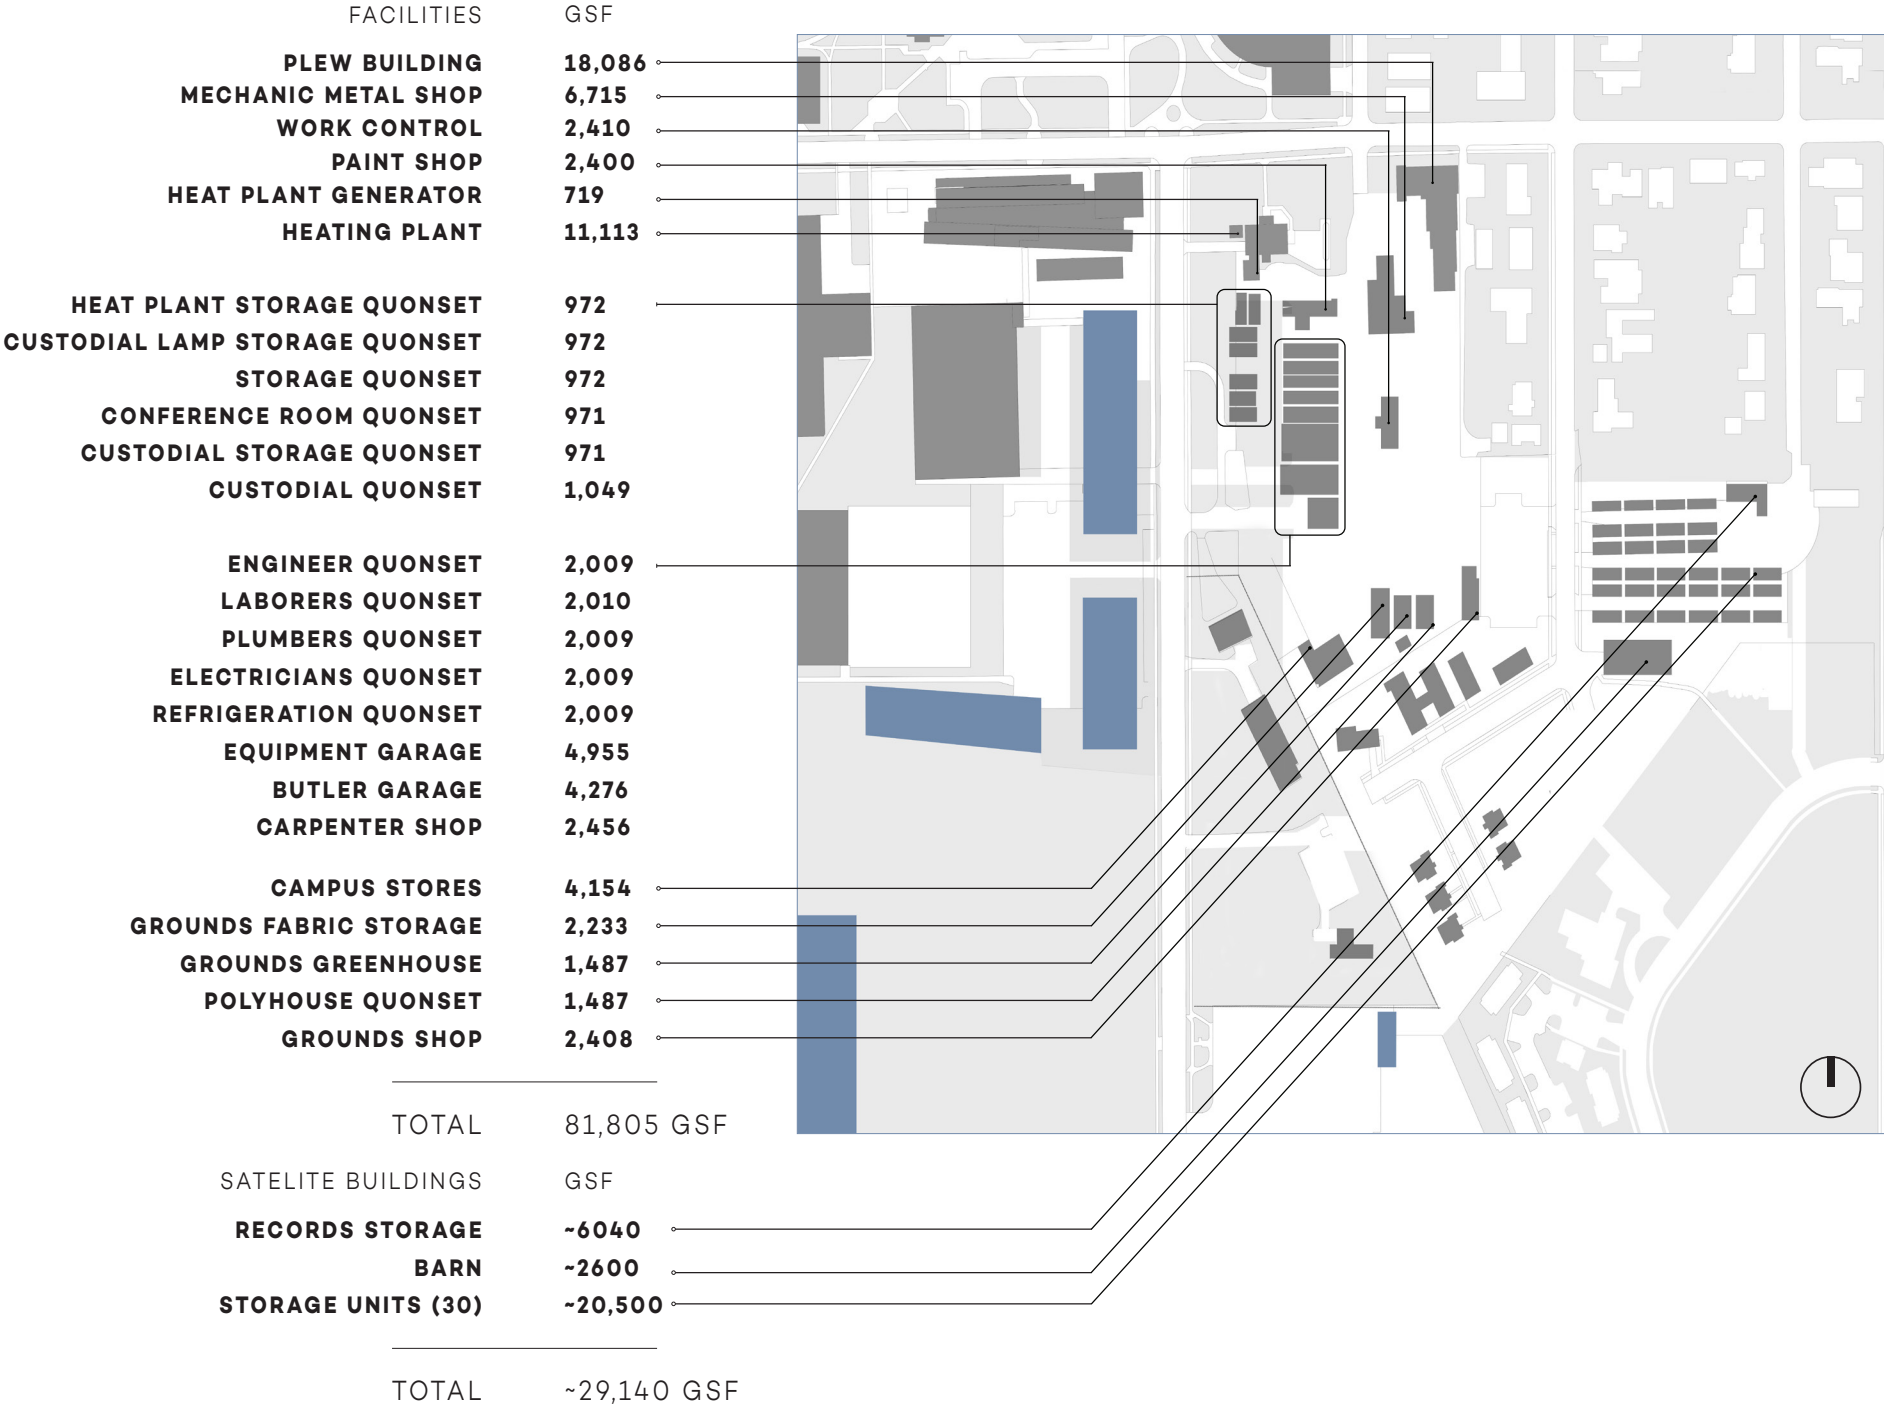 FACILITIES GSF
PLEW BUILDING 18,086
MECHANIC METAL SHOP 6,715
WORK CONTROL 2,410
PAINT SHOP 2,400
HEAT PLANT GENERATOR 719
HEATING PLANT 11,113
HEAT PLANT STORAGE QUONSET 972
CUSTODIAL LAMP STORAGE QUONSET 972
STORAGE QUONSET 972
CONFERENCE ROOM QUONSET 971
CUSTODIAL STORAGE QUONSET 971
CUSTODIAL QUONSET 1,049
ENGINEER QUONSET 2,009
LABORERS QUONSET 2,010
PLUMBERS QUONSET 2,009
ELECTRICIANS QUONSET 2,009
REFRIGERATION QUONSET 2,009
EQUIPMENT GARAGE 4,955
BUTLER GARAGE 4,276
CARPENTER SHOP 2,456
CAMPUS STORES 4,154
GROUNDS FABRIC STORAGE 2,233
GROUNDS GREENHOUSE 1,487
POLYHOUSE QUONSET 1,487
GROUNDS SHOP 2,408
TOTAL 81,805 GSF
SATELITE BUILDINGS GSF
RECORDS STORAGE ~6040
BARN ~2600
STORAGE UNITS (30) ~20,500
TOTAL ~29,140 GSF